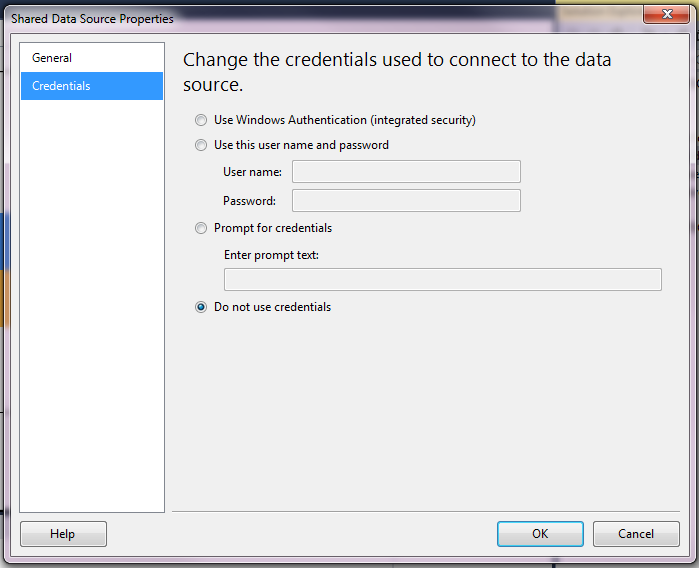 Shared Data Source Properties
General
Credentials
Change the credentials used to connect to the data
source.
Use Windows Authentication (integrated security)
Use this user name and password
User name:
Password:
Prompt for credentials
Enter prompt text:
Do not use credentials
Help
OK
Cancel